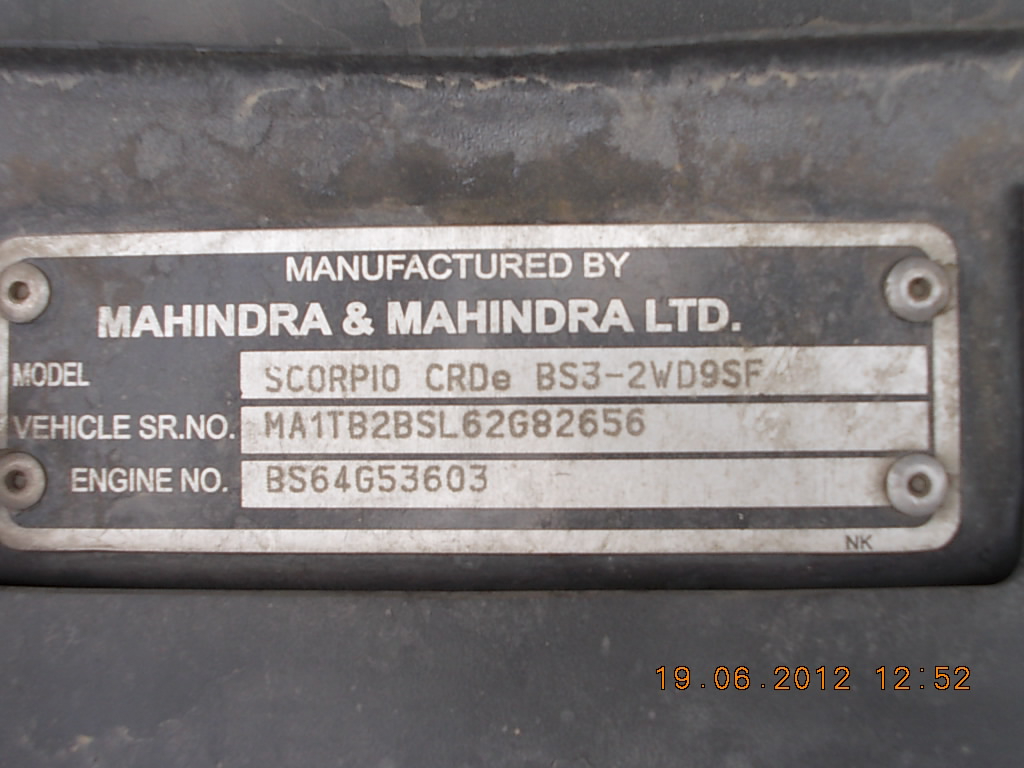 MANUFACTURED BY
MAHINDRA & MAHINDRA LTD.
MODEL SCORPIO CRDe BS3-2WD9SF
VEHICLE SR.NO. MA1TB2BSL62G82656
ENGINE NO. BS64G53603
NK
19.06.2012 12:52